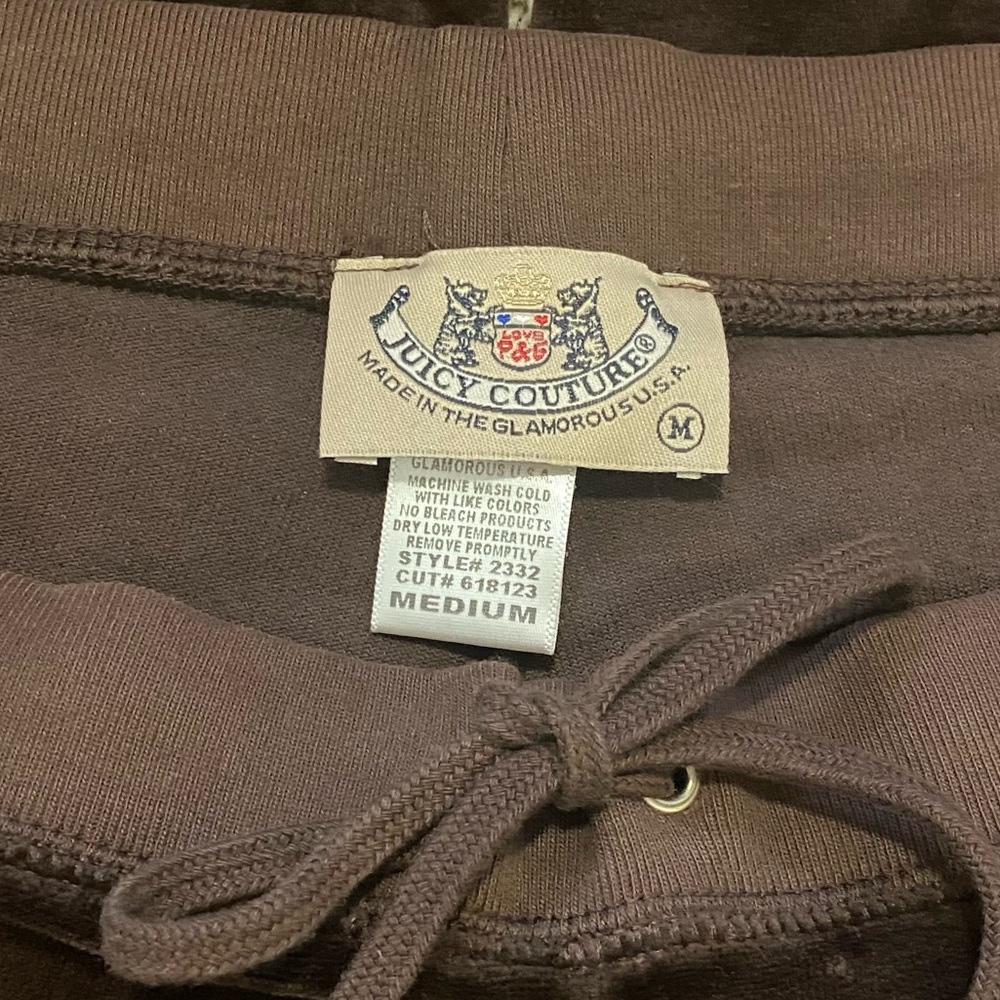 LOVE
P&G
JUICY COUTURE®
MADE IN THE GLAMOROUS U.S.A.
M
GLAMOROUS U.S.A.
MACHINE WASH COLD
WITH LIKE COLORS
NO BLEACH PRODUCTS
DRY LOW TEMPERATURE
REMOVE PROMPTLY
STYLE# 2332
CUT# 618123
MEDIUM